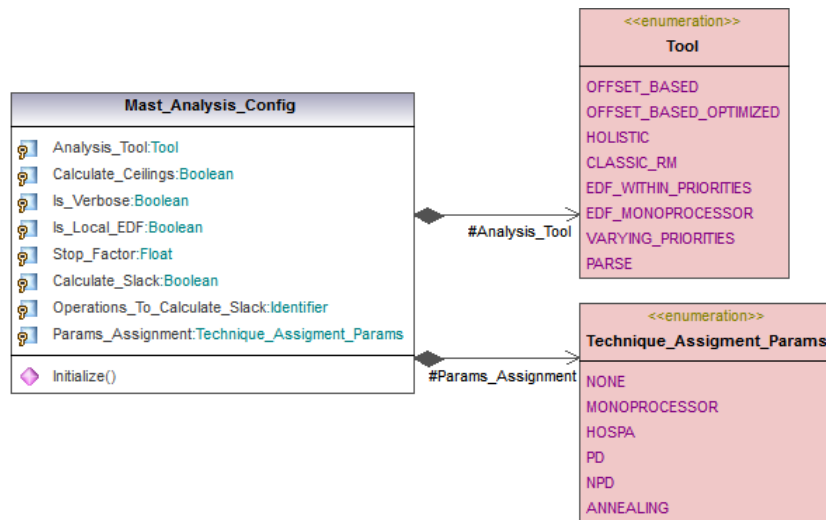 Mast_Analysis_Config
Analysis_Tool:Tool
Calculate_Ceilings:Boolean
Is_Verbose:Boolean
Is_Local_EDF:Boolean
Stop_Factor:Float
Calculate_Slack:Boolean
Operations_To_Calculate_Slack:Identifier
Params_Assignment:Technique_Assigment_Params
Initialize()
#Analysis_Tool
#Params_Assignment
<<enumeration>>
Tool
OFFSET_BASED
OFFSET_BASED_OPTIMIZED
HOLISTIC
CLASSIC_RM
EDF_WITHIN_PRIORITIES
EDF_MONOPROCESSOR
VARYING_PRIORITIES
PARSE
<<enumeration>>
Technique_Assigment_Params
NONE
MONOPROCESSOR
HOSPA
PD
NPD
ANNEALING